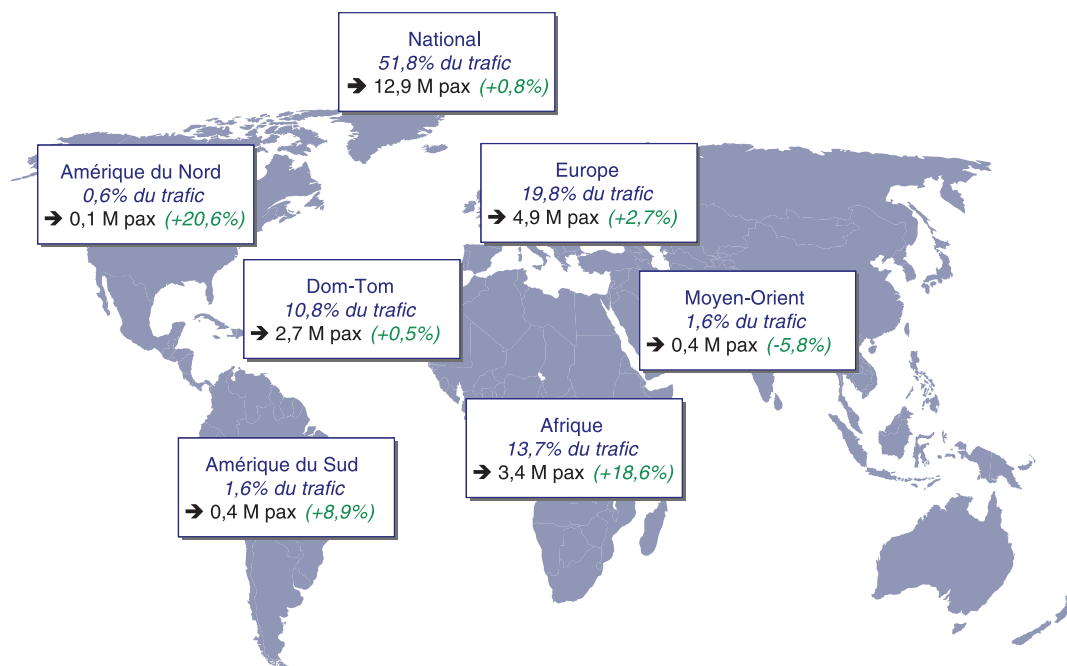 National
51,8% du trafic
➔ 12,9 M pax (+0,8%)
Amérique du Nord
0,6% du trafic
➔ 0,1 M pax (+20,6%)
Europe
19,8% du trafic
➔ 4,9 M pax (+2,7%)
Dom-Tom
10,8% du trafic
➔ 2,7 M pax (+0,5%)
Moyen-Orient
1,6% du trafic
➔ 0,4 M pax (-5,8%)
Afrique
13,7% du trafic
➔ 3,4 M pax (+18,6%)
Amérique du Sud
1,6% du trafic
➔ 0,4 M pax (+8,9%)